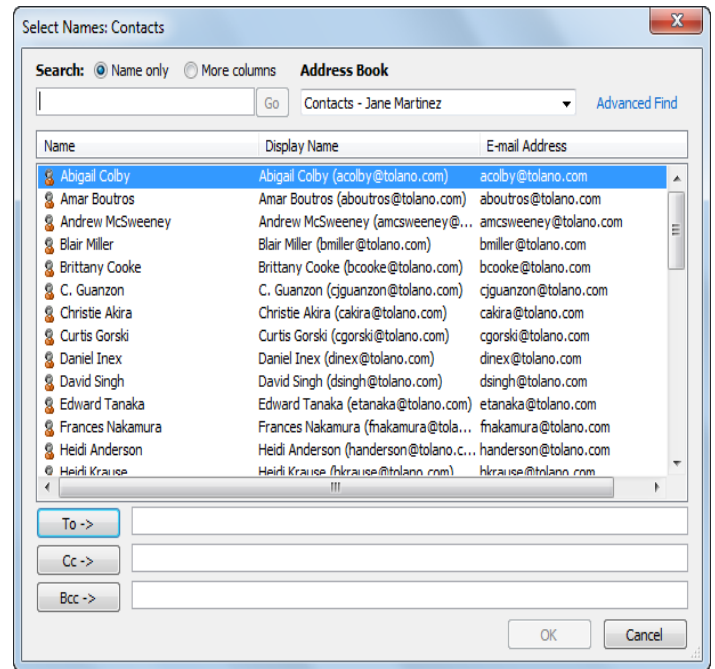 Select Names: Contacts
Search: Name only More columns Address Book
Go Contacts - Jane Martinez Advanced Find
Name Display Name E-mail Address
Abigail Colby Abigail Colby (acolby@tolano.com) acolby@tolano.com
Amar Boutros Amar Boutros (aboutros@tolano.com) aboutros@tolano.com
Andrew McSweeney Andrew McSweeney (amcsweeney@... amcsweeney@tolano.com
Blair Miller Blair Miller (bmiller@tolano.com) bmiller@tolano.com
Brittany Cooke Brittany Cooke (bcooke@tolano.com) bcooke@tolano.com
C. Guanzon C. Guanzon (cjguanzon@tolano.com) cjguanzon@tolano.com
Christie Akira Christie Akira (cakira@tolano.com) cakira@tolano.com
Curtis Gorski Curtis Gorski (cgorski@tolano.com) cgorski@tolano.com
Daniel Inex Daniel Inex (dinex@tolano.com) dinex@tolano.com
David Singh David Singh (dsingh@tolano.com) dsingh@tolano.com
Edward Tanaka Edward Tanaka (etanaka@tolano.com) etanaka@tolano.com
Frances Nakamura Frances Nakamura (fnakamura@tola... fnakamura@tolano.com
Heidi Anderson Heidi Anderson (handerson@tolano.c... handerson@tolano.com
Heidi Krause Heidi Krause (hkrause@tolano.com) hkrause@tolano.com
To ->
Cc ->
Bcc ->
OK Cancel